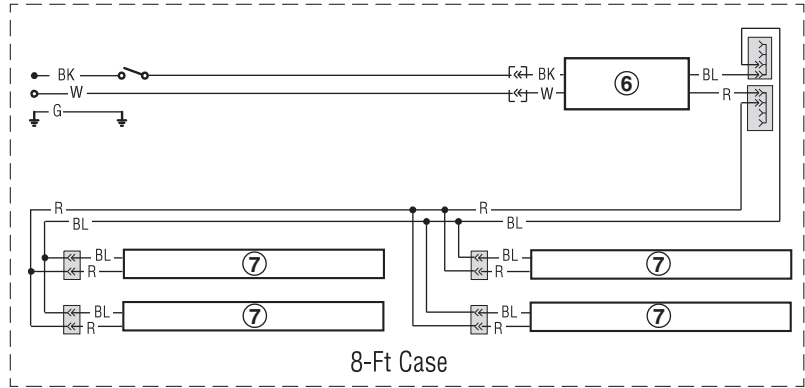 BK BK BL
6
W W R
G
R R
BL BL
BL 7 BL 7
R R
BL 7 BL 7
R R
8-Ft Case